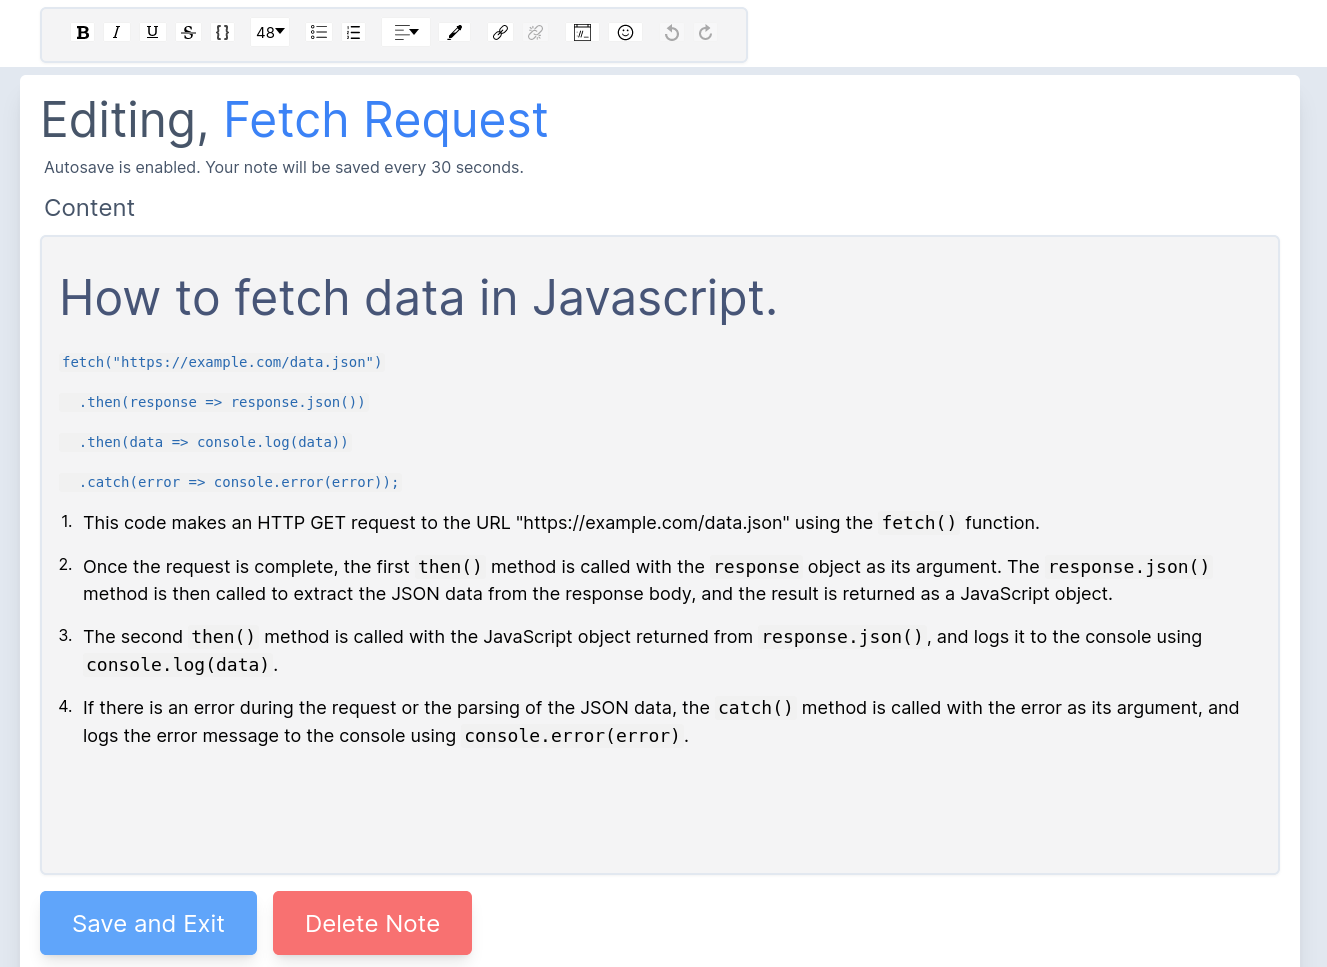 B I U S {} 48
Editing, Fetch Request
Autosave is enabled. Your note will be saved every 30 seconds.
Content
How to fetch data in Javascript.
fetch("https://example.com/data.json")
.then(response => response.json())
.then(data => console.log(data))
.catch(error => console.error(error));
1. This code makes an HTTP GET request to the URL "https://example.com/data.json" using the fetch() function.
2. Once the request is complete, the first then() method is called with the response object as its argument. The response.json()
method is then called to extract the JSON data from the response body, and the result is returned as a JavaScript object.
3. The second then() method is called with the JavaScript object returned from response.json(), and logs it to the console using
console.log(data).
4. If there is an error during the request or the parsing of the JSON data, the catch() method is called with the error as its argument, and
logs the error message to the console using console.error(error).
Save and Exit Delete Note